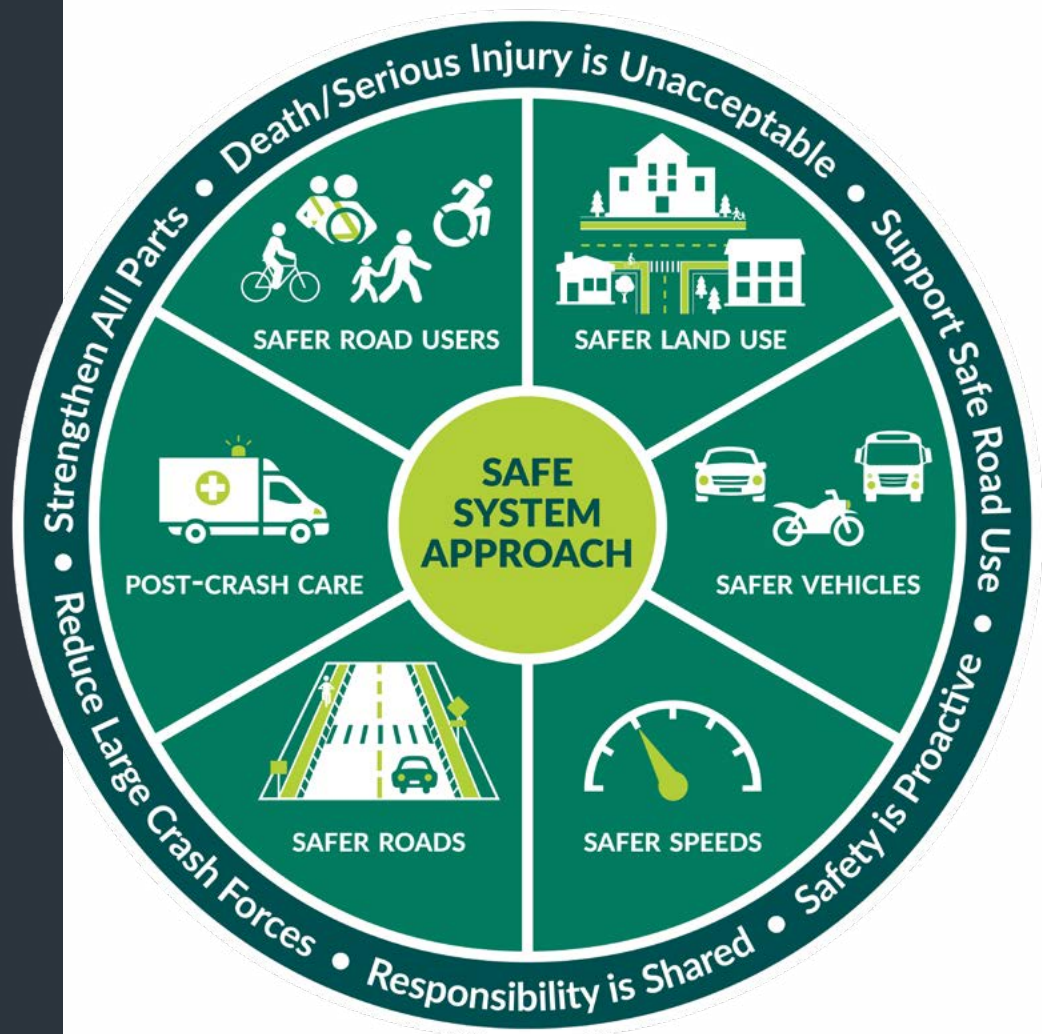 Death/Serious Injury is Unacceptable •
Support Safe Road Use •
Safety is Proactive •
Responsibility is Shared •
Reduce Large Crash Forces •
Strengthen All Parts •
SAFER ROAD USERS
SAFER LAND USE
SAFE
SYSTEM
APPROACH
POST-CRASH CARE
SAFER VEHICLES
SAFER ROADS
SAFER SPEEDS